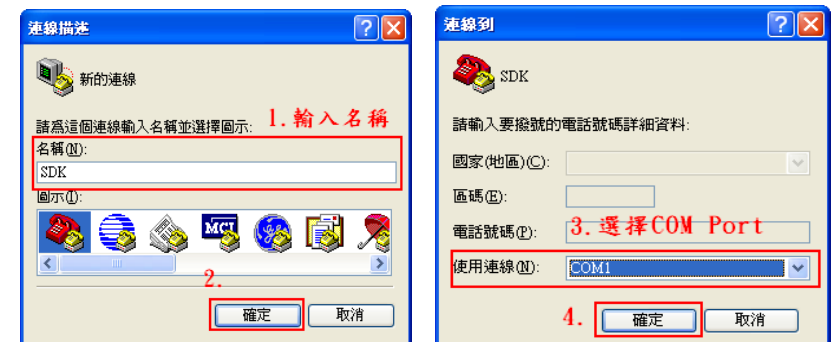 連線描述
新的連線
請為這個連線輸入名稱並選擇圖示:
1.輸入名稱
名稱(N):
SDK
圖示(I):
MCI
2.
確定
取消
連線到
SDK
請輸入要撥號的電話號碼詳細資料:
國家(地區)(C):
區碼(E):
電話號碼(P):
3.選擇COM Port
使用連線(N):
COM1
4.
確定
取消